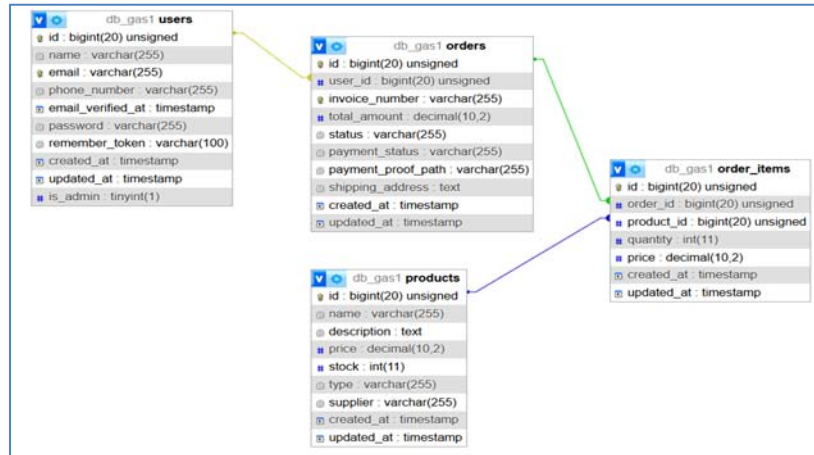 db_gas1 users
id : bigint(20) unsigned
name : varchar(255)
email : varchar(255)
phone_number : varchar(255)
email_verified_at : timestamp
password : varchar(255)
remember_token : varchar(100)
created_at : timestamp
updated_at : timestamp
is_admin : tinyint(1)
db_gas1 orders
id : bigint(20) unsigned
user_id : bigint(20) unsigned
invoice_number : varchar(255)
total_amount : decimal(10,2)
status : varchar(255)
payment_status : varchar(255)
payment_proof_path : varchar(255)
shipping_address : text
created_at : timestamp
updated_at : timestamp
db_gas1 order_items
id : bigint(20) unsigned
order_id : bigint(20) unsigned
product_id : bigint(20) unsigned
quantity : int(11)
price : decimal(10,2)
created_at : timestamp
updated_at : timestamp
db_gas1 products
id : bigint(20) unsigned
name : varchar(255)
description : text
price : decimal(10,2)
stock : int(11)
type : varchar(255)
supplier : varchar(255)
created_at : timestamp
updated_at : timestamp